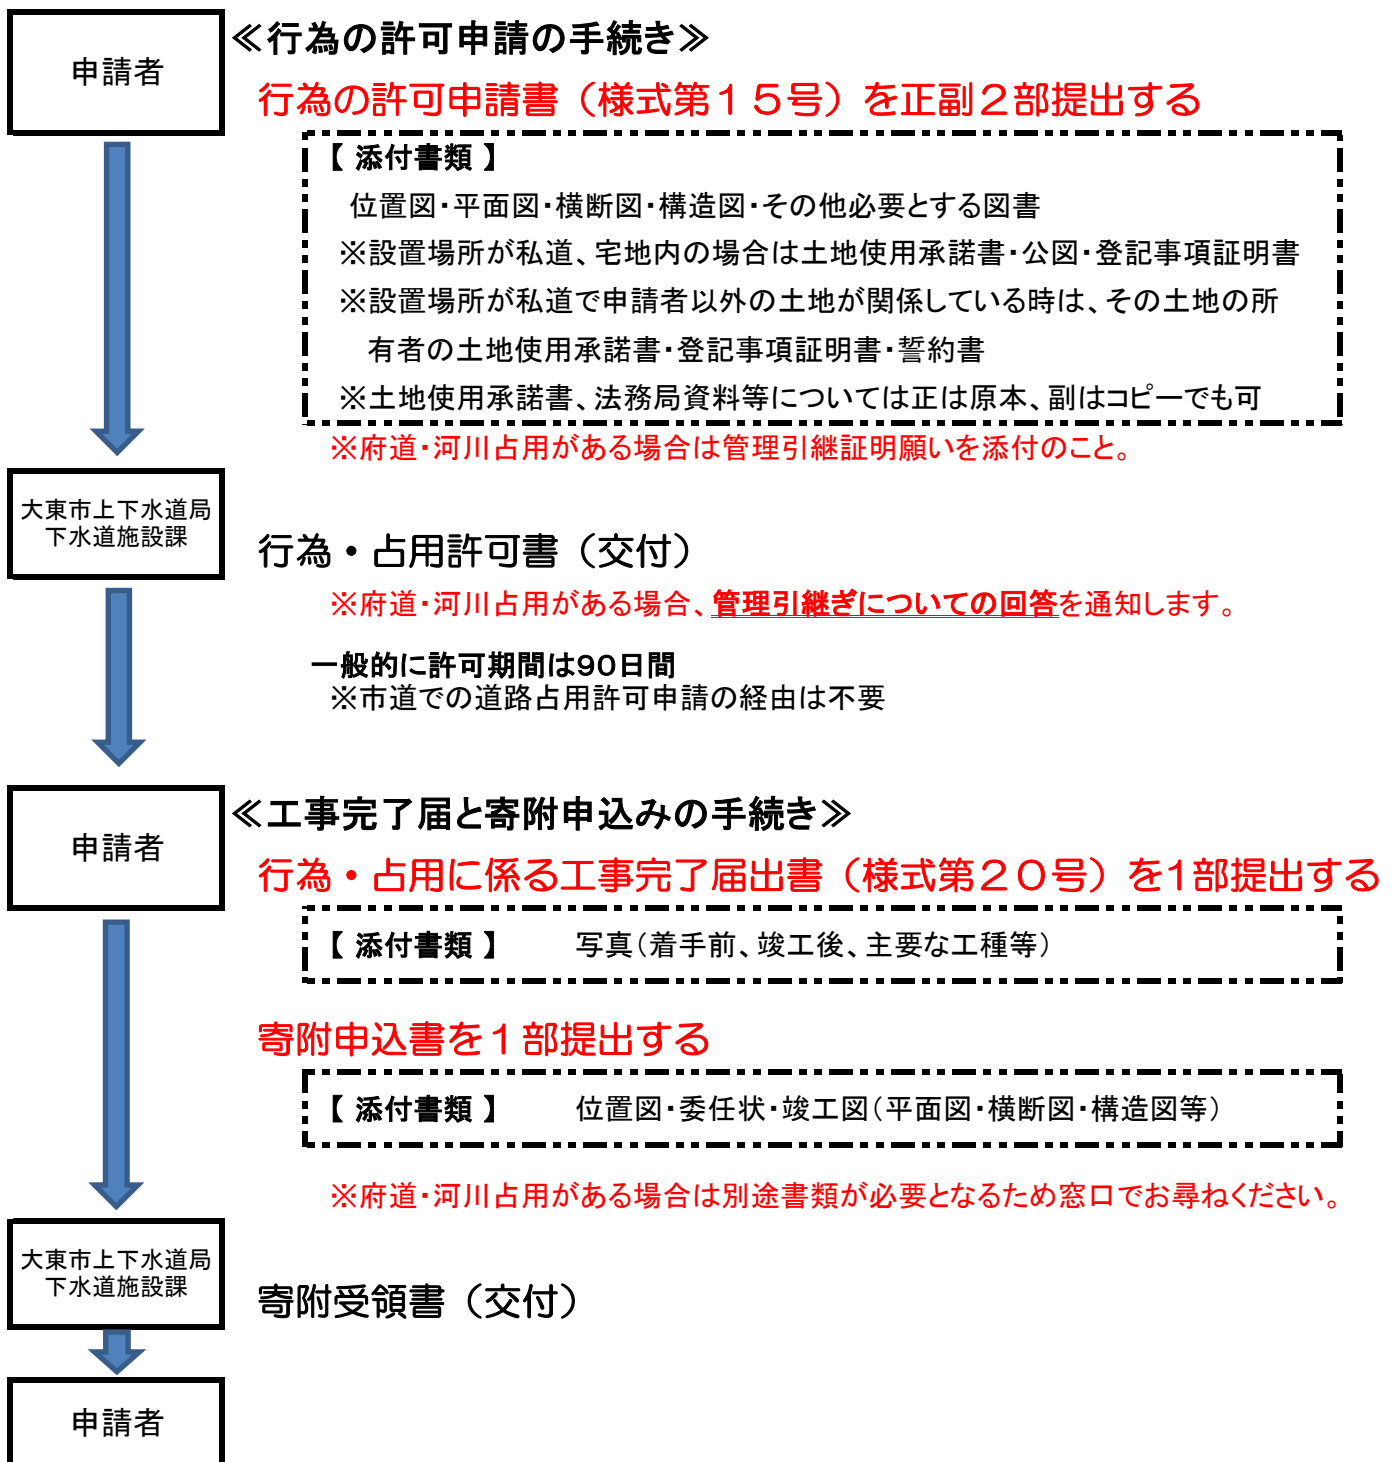 申請者
≪行為の許可申請の手続き≫
行為の許可申請書（様式第１５号）を正副２部提出する
【 添付書類 】
位置図・平面図・横断図・構造図・その他必要とする図書
※設置場所が私道、宅地内の場合は土地使用承諾書・公図・登記事項証明書
※設置場所が私道で申請者以外の土地が関係している時は、その土地の所
有者の土地使用承諾書・登記事項証明書・誓約書
※土地使用承諾書、法務局資料等については正は原本、副はコピーでも可
※府道・河川占用がある場合は管理引継証明願いを添付のこと。
大東市上下水道局
下水道施設課
行為・占用許可書（交付）
※府道・河川占用がある場合、管理引継ぎについての回答を通知します。
一般的に許可期間は９０日間
※市道での道路占用許可申請の経由は不要
申請者
≪工事完了届と寄附申込みの手続き≫
行為・占用に係る工事完了届出書（様式第２０号）を1部提出する
【 添付書類 】 写真（着手前、竣工後、主要な工種等）
寄附申込書を１部提出する
【 添付書類 】 位置図・委任状・竣工図（平面図・横断図・構造図等）
※府道・河川占用がある場合は別途書類が必要となるため窓口でお尋ねください。
大東市上下水道局
下水道施設課
寄附受領書（交付）
申請者